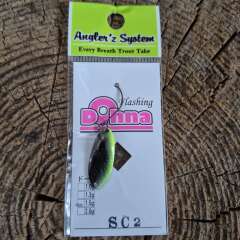 Angler'z System
Every Breath Trout Take
Flashing
Donna
SC2